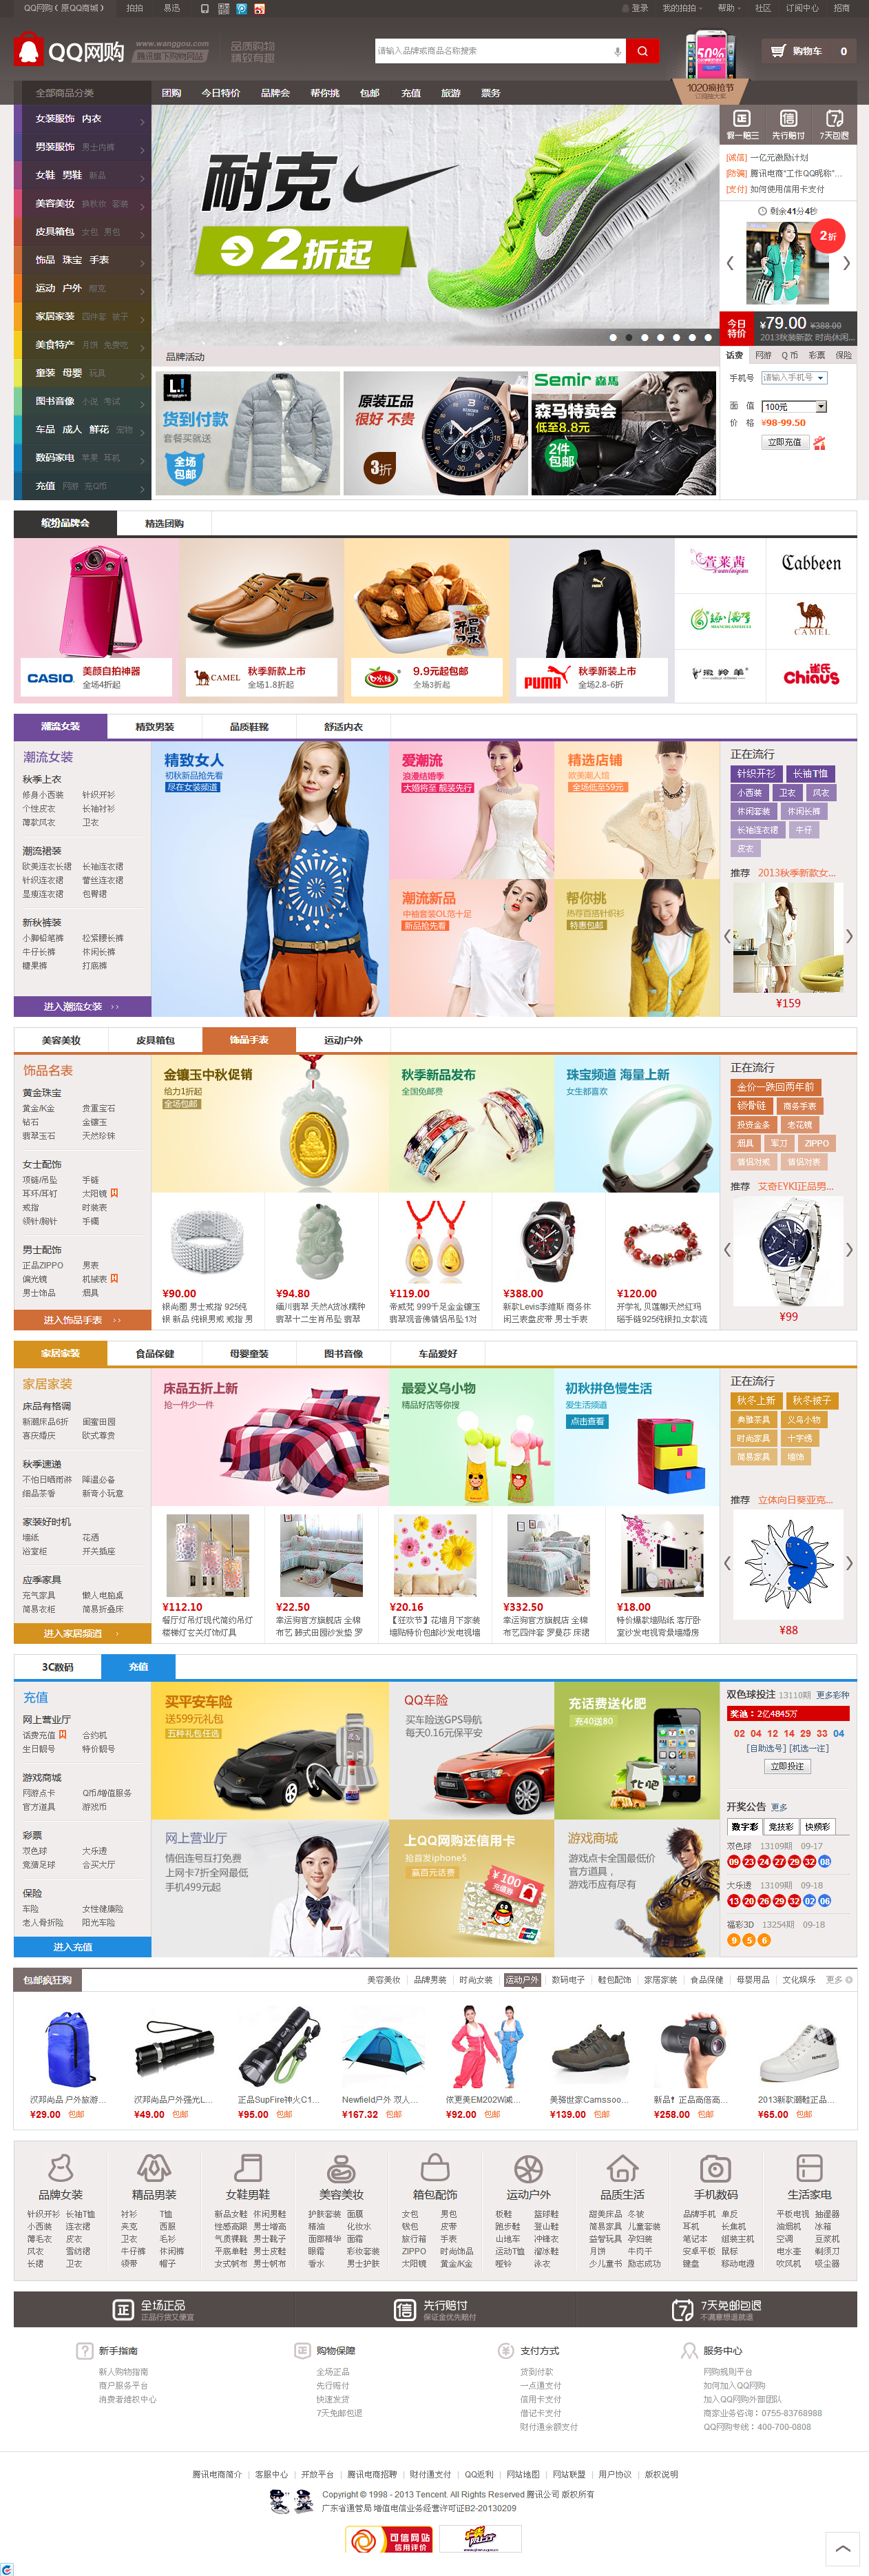 QQ网购（原QQ商城） 拍拍 易迅
登录 我的拍拍 帮助 社区 订阅中心 招商
QQ网购 www.wanggou.com 腾讯旗下购物网站 品质购物 精致有趣
请输入品牌或商品名称搜索
50%
1020疯抢节
购物车 0
全部商品分类 团购 今日特价 品牌会 帮你挑 包邮 充值 旅游 票务
女装服饰 内衣
男装服饰 男士内裤
女鞋 男鞋 新品
美容美妆 换秋妆 套装
皮具箱包 女包 男包
饰品 珠宝 手表
运动 户外 酷克
家居家装 四件套 被子
美食特产 月饼 免费吃
童装 母婴 玩具
图书音像 小说 考试
车品 成人 鲜花 宠物
数码家电 苹果 耳机
充值 网游 充Q币
耐克
2折起
假一赔三 先行赔付 7天包退
[诚信] 一亿元激励计划
[防骗] 腾讯电商"工作QQ昵称"...
[支付] 如何使用信用卡支付
剩余41分4秒
2折
今日特价 ¥79.00 ¥388.00
2013秋装新款 时尚休闲...
话费 网游 Q币 彩票 保险
手机号 请输入手机号
面 值 100元
价 格 ¥98-99.50
立即充值
品牌活动
货到付款
套餐买就送
全场包邮
原装正品
很好 不贵
3折
Semir 森马
森马特卖会
低至8.8元
2件包邮
缤纷品牌会 精选团购
CASIO 美颜自拍神器 全场4折起
CAMEL 秋季新款上市 全场1.8折起
9.9元起包邮 全场3折起
PUMA 秋季新装上市 全场2.8-6折
萱莱茜 Cabbeen
CAMEL
Chiaus
潮流女装 精致男装 品质鞋靴 舒适内衣
潮流女装
秋季上衣
修身小西装 针织开衫
个性皮衣 长袖衬衫
薄款风衣 卫衣
潮流裙装
欧美连衣长裙 长袖连衣裙
针织连衣裙 蕾丝连衣裙
显瘦连衣裙 包臀裙
新秋裤装
小脚铅笔裤 松紧腰长裤
牛仔长裤 休闲长裤
糖果裤 打底裤
进入潮流女装 >>
精致女人
初秋新品抢先看
尽在女装频道
爱潮流
浪漫结婚季
大婚将至 靓装先行
精选店铺
欧美潮人馆
全场低至59元
潮流新品
中袖套装OL范十足
新品抢先看
帮你挑
热荐百搭针织衫
特惠包邮
正在流行
针织开衫 长袖T恤
小西装 卫衣 风衣
休闲套装 休闲长裤
长袖连衣裙 牛仔
皮衣
推荐 2013秋季新款女...
¥159
美容美妆 皮具箱包 饰品手表 运动户外
饰品名表
黄金珠宝
黄金/K金 贵重宝石
钻石 金镶玉
翡翠玉石 天然珍珠
女士配饰
项链/吊坠 手链
耳环/耳钉 太阳镜
戒指 时装表
领针/胸针 手镯
男士配饰
正品ZIPPO 男表
偏光镜 机械表
男士饰品 烟具
进入饰品手表 >>
金镶玉中秋促销
给力1折起
全场包邮
秋季新品发布
全国免邮费
珠宝频道 海量上新
女生都喜欢
¥90.00
银尚圈 男士戒指 925纯
银 新品 纯银男戒 戒指 男
¥94.80
缅川翡翠 天然A货冰糯种
翡翠十二生肖吊坠 翡翠
¥119.00
帝威梵 999千足金金镶玉
翡翠观音佛情侣吊坠1对
¥388.00
新款Levis李维斯 商务休
闲三表盘皮带 男士手表
¥120.00
开学礼 贝莲娜天然红玛
瑙手链925纯银扣,女款流
正在流行
金价一跌回两年前
锁骨链 商务手表
投资金条 老花镜
烟具 军刀 ZIPPO
情侣对戒 情侣对表
推荐 艾奇EYKI正品男...
¥99
家居家装 食品保健 母婴童装 图书音像 车品爱好
家居家装
床品有格调
新潮床品6折 闺蜜田园
喜庆婚庆 欧式尊贵
秋季速递
不怕日晒雨淋 降温必备
细品茶香 新奇小玩意
家装好时机
墙纸 花洒
浴室柜 开关插座
应季家具
充气家具 懒人电脑桌
简易衣柜 简易折叠床
进入家居频道 >
床品五折上新
抢一件少一件
最爱义乌小物
精品好店等你搜
初秋拼色慢生活
爱生活频道
点击查看
¥112.10
餐厅灯吊灯现代简约吊灯
楼梯灯玄关灯饰灯具
¥22.50
幸运狗官方旗舰店 全棉
布艺 韩式田园沙发垫 罗
¥20.16
【狂欢节】花墙月下家装
墙贴特价包邮沙发电视墙
¥332.50
幸运狗官方旗舰店 全棉
布艺四件套 罗曼莎 床裙
¥18.00
特价爆款墙贴纸 客厅卧
室沙发电视背景墙婚房
正在流行
秋冬上新 秋冬被子
典雅茶具 义乌小物
时尚家具 十字绣
简易家具 墙饰
推荐 立体向日葵亚克...
¥88
3C数码 充值
充值
网上营业厅
话费充值 合约机
生日靓号 特价靓号
游戏商城
网游点卡 Q币/增值服务
官方道具 游戏币
彩票
双色球 大乐透
竞猜足球 合买大厅
保险
车险 女性健康险
老人骨折险 阳光车险
进入充值
买平安车险
送599元礼包
五种礼包任选
QQ车险
买车险送GPS导航
每天0.16元保平安
充话费送化肥
充40送80
化肥
网上营业厅
情侣连号互打免费
上网卡7折全网最低
手机499元起
上QQ网购还信用卡
抢首发iphone5
赢百元话费
¥100 充值券
游戏商城
游戏点卡全国最低价
官方道具，
游戏币应有尽有
双色球投注 13110期 更多彩种
奖池：2亿4845万
02 04 12 14 29 33 04
[自助选号] [机选一注]
立即投注
开奖公告 更多
数字彩 竞技彩 快频彩
双色球 13109期 09-17
09 23 24 27 29 32 08
大乐透 13109期 09-18
13 20 26 29 32 02 06
福彩3D 13254期 09-18
9 5 6
包邮疯狂购 美容美妆 品牌男装 时尚女装 运动户外 数码电子 鞋包配饰 家居家装 食品保健 母婴用品 文化娱乐 更多
汉邦尚品 户外旅游... ¥29.00 包邮
汉邦尚品户外强光L... ¥49.00 包邮
正品SupFire神火C1... ¥95.00 包邮
Newfield户外 双人... ¥167.32 包邮
依更美EM202W减... ¥92.00 包邮
美骆世家Camssoo... ¥139.00 包邮
新品！正品高倍高... ¥258.00 包邮
2013新款潮鞋正品... ¥65.00 包邮
品牌女装 精品男装 女鞋男鞋 美容美妆 箱包配饰 运动户外 品质生活 手机数码 生活家电
针织开衫 长袖T恤 衬衫 T恤 新品女鞋 休闲男鞋 护肤套装 面膜 女包 男包 板鞋 篮球鞋 甜美床品 冬被 品牌手机 单反 平板电视 抽湿器
小西装 连衣裙 夹克 西服 性感高跟 男士增高 精油 化妆水 钱包 皮带 跑步鞋 登山鞋 简易家具 儿童套装 耳机 长焦机 油烟机 冰箱
薄毛衣 皮衣 卫衣 毛衫 气质裸靴 男士靴子 面部精华 面霜 旅行箱 手表 山地车 冲锋衣 益智玩具 孕妇装 笔记本 组装主机 空调 豆浆机
风衣 雪纺裙 牛仔裤 休闲裤 平底单鞋 男士皮鞋 眼霜 彩妆套装 ZIPPO 时尚饰品 运动T恤 溜冰鞋 月饼 牛肉干 安卓平板 鼠标 电水壶 剃须刀
长裙 卫衣 领带 帽子 女式帆布 男士帆布 香水 男士护肤 太阳镜 黄金/K金 哑铃 泳衣 少儿童书 励志成功 键盘 移动电源 吹风机 吸尘器
全场正品 正品行货又便宜
先行赔付 保证金优先赔付
7天免邮包退 不满意想退就退
新手指南 购物保障 支付方式 服务中心
新人购物指南 全场正品 货到付款 网购规则平台
商户服务平台 先行赔付 一点通支付 如何加入QQ网购
消费者维权中心 快速发货 信用卡支付 加入QQ网购外部团队
7天免邮包退 借记卡支付 商家业务咨询：0755-83768988
财付通余额支付 QQ网购专线：400-700-0808
腾讯电商简介 | 客服中心 | 开放平台 | 腾讯电商招聘 | 财付通支付 | QQ返利 | 网站地图 | 网站联盟 | 用户协议 | 版权说明
Copyright © 1998 - 2013 Tencent. All Rights Reserved 腾讯公司 版权所有
广东省通管局 增值电信业务经营许可证B2-20130209
可信网站 信用评价